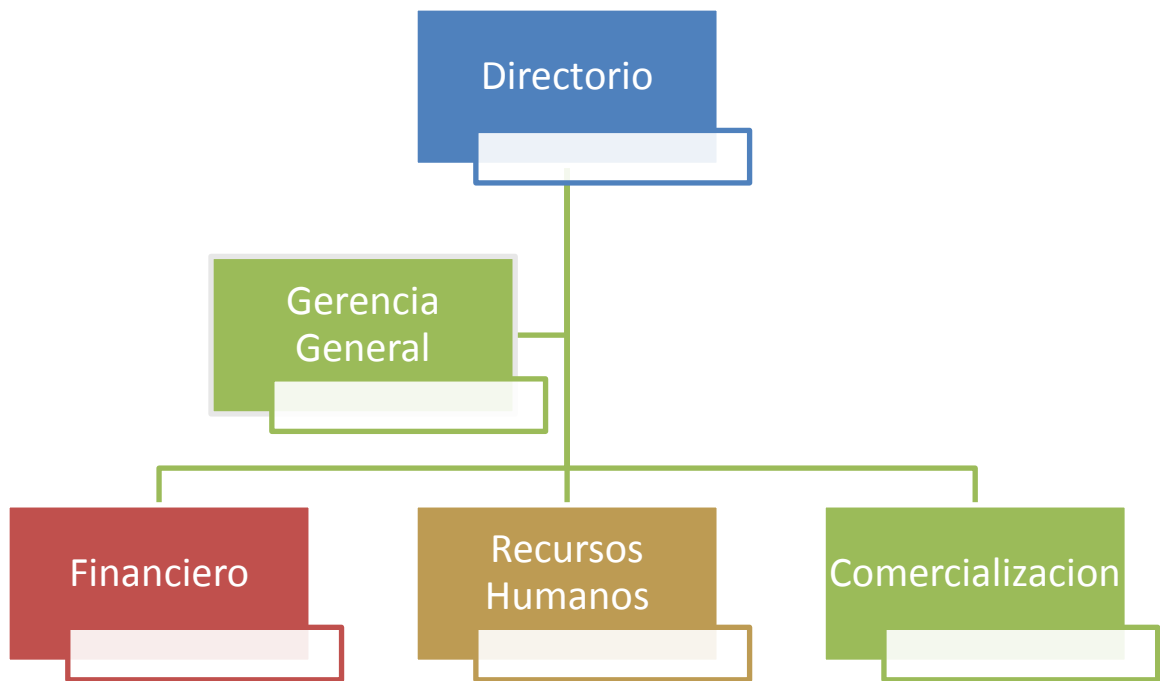 Directorio
Gerencia
General
Financiero
Recursos
Humanos
Comercializacion